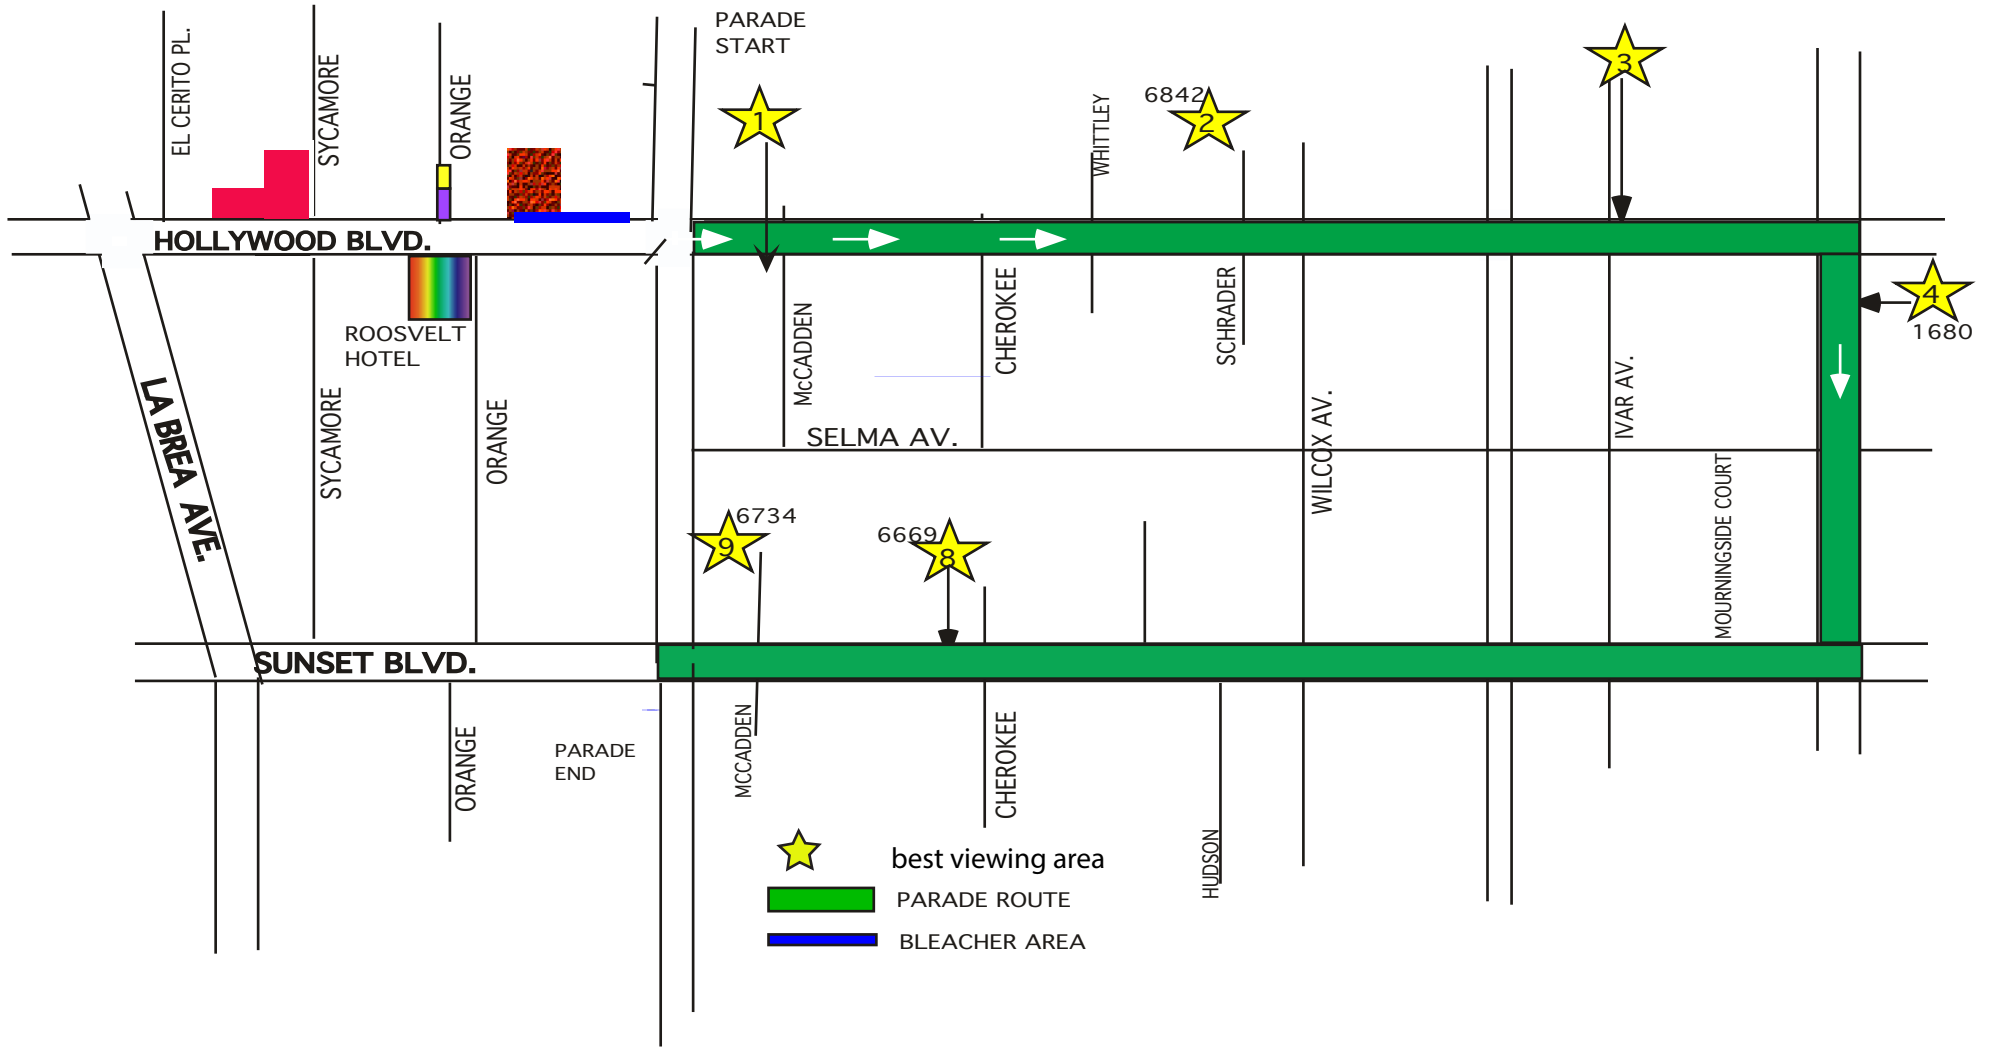 PARADE
START
EL CERITO PL.
SYCAMORE
ORANGE
1
WHITTLEY
6842
2
3
HOLLYWOOD BLVD.
ROOSVELT
HOTEL
McCADDEN
CHEROKEE
SCHRADER
4
1680
LA BREA AVE.
SYCAMORE
ORANGE
SELMA AV.
WILCOX AV.
IVAR AV.
MOURNINGSIDE COURT
6734
9
6669
8
SUNSET BLVD.
ORANGE
PARADE
END
MCCADDEN
CHEROKEE
HUDSON
best viewing area
PARADE ROUTE
BLEACHER AREA